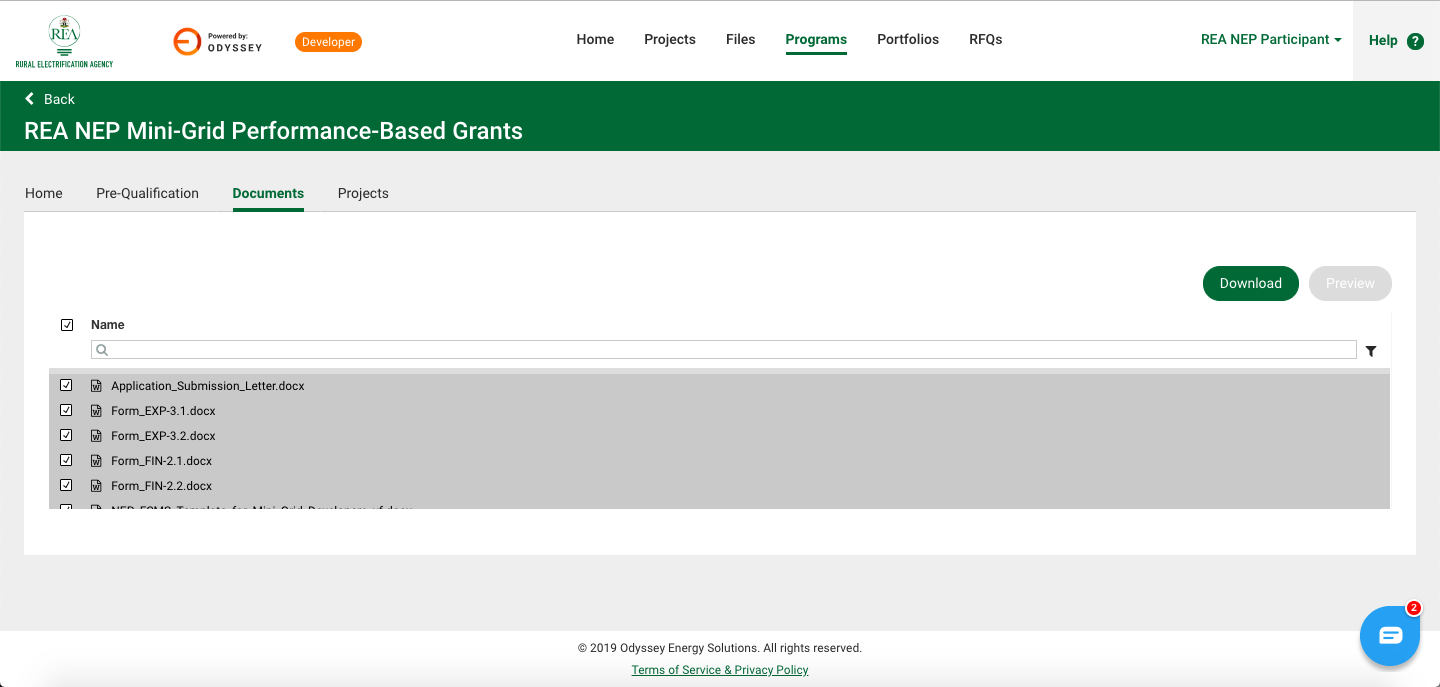 REA
RURAL ELECTRIFICATION AGENCY
Powered by:
ODYSSEY
Developer
Home Projects Files Programs Portfolios RFQs
REA NEP Participant
Help ?
Back
REA NEP Mini-Grid Performance-Based Grants
Home Pre-Qualification Documents Projects
Download Preview
Name
Application_Submission_Letter.docx
Form_EXP-3.1.docx
Form_EXP-3.2.docx
Form_FIN-2.1.docx
Form_FIN-2.2.docx
NEP_ESMS_Template_for_Mini_Grid_Developers_vf.docx
2
© 2019 Odyssey Energy Solutions. All rights reserved.
Terms of Service & Privacy Policy